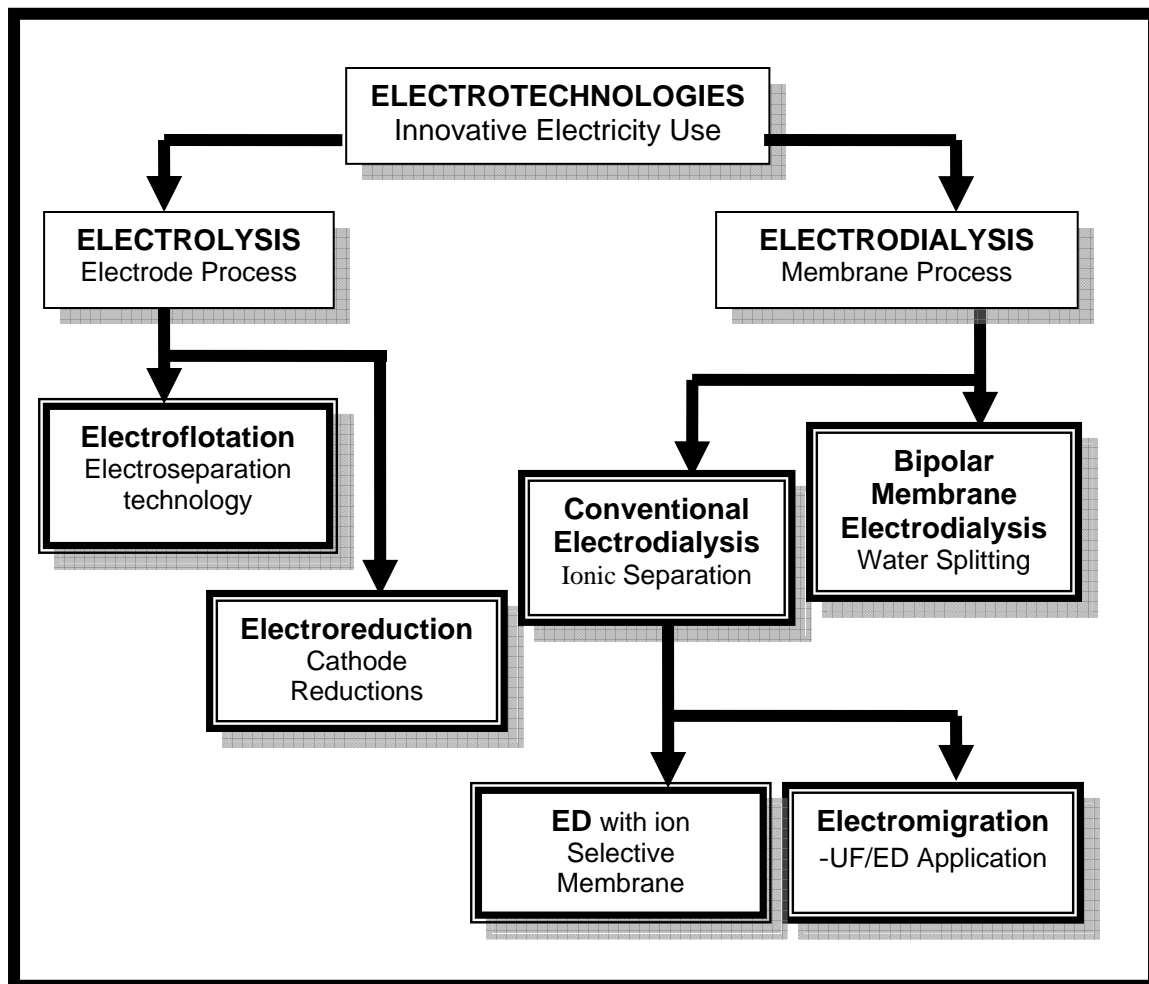 ELECTROTECHNOLOGIES
Innovative Electricity Use
ELECTROLYSIS
Electrode Process
ELECTRODIALYSIS
Membrane Process
Electroflotation
Electroseparation
technology
Electroreduction
Cathode
Reductions
Conventional
Electrodialysis
Ionic Separation
Bipolar
Membrane
Electrodialysis
Water Splitting
ED with ion
Selective
Membrane
Electromigration
-UF/ED Application